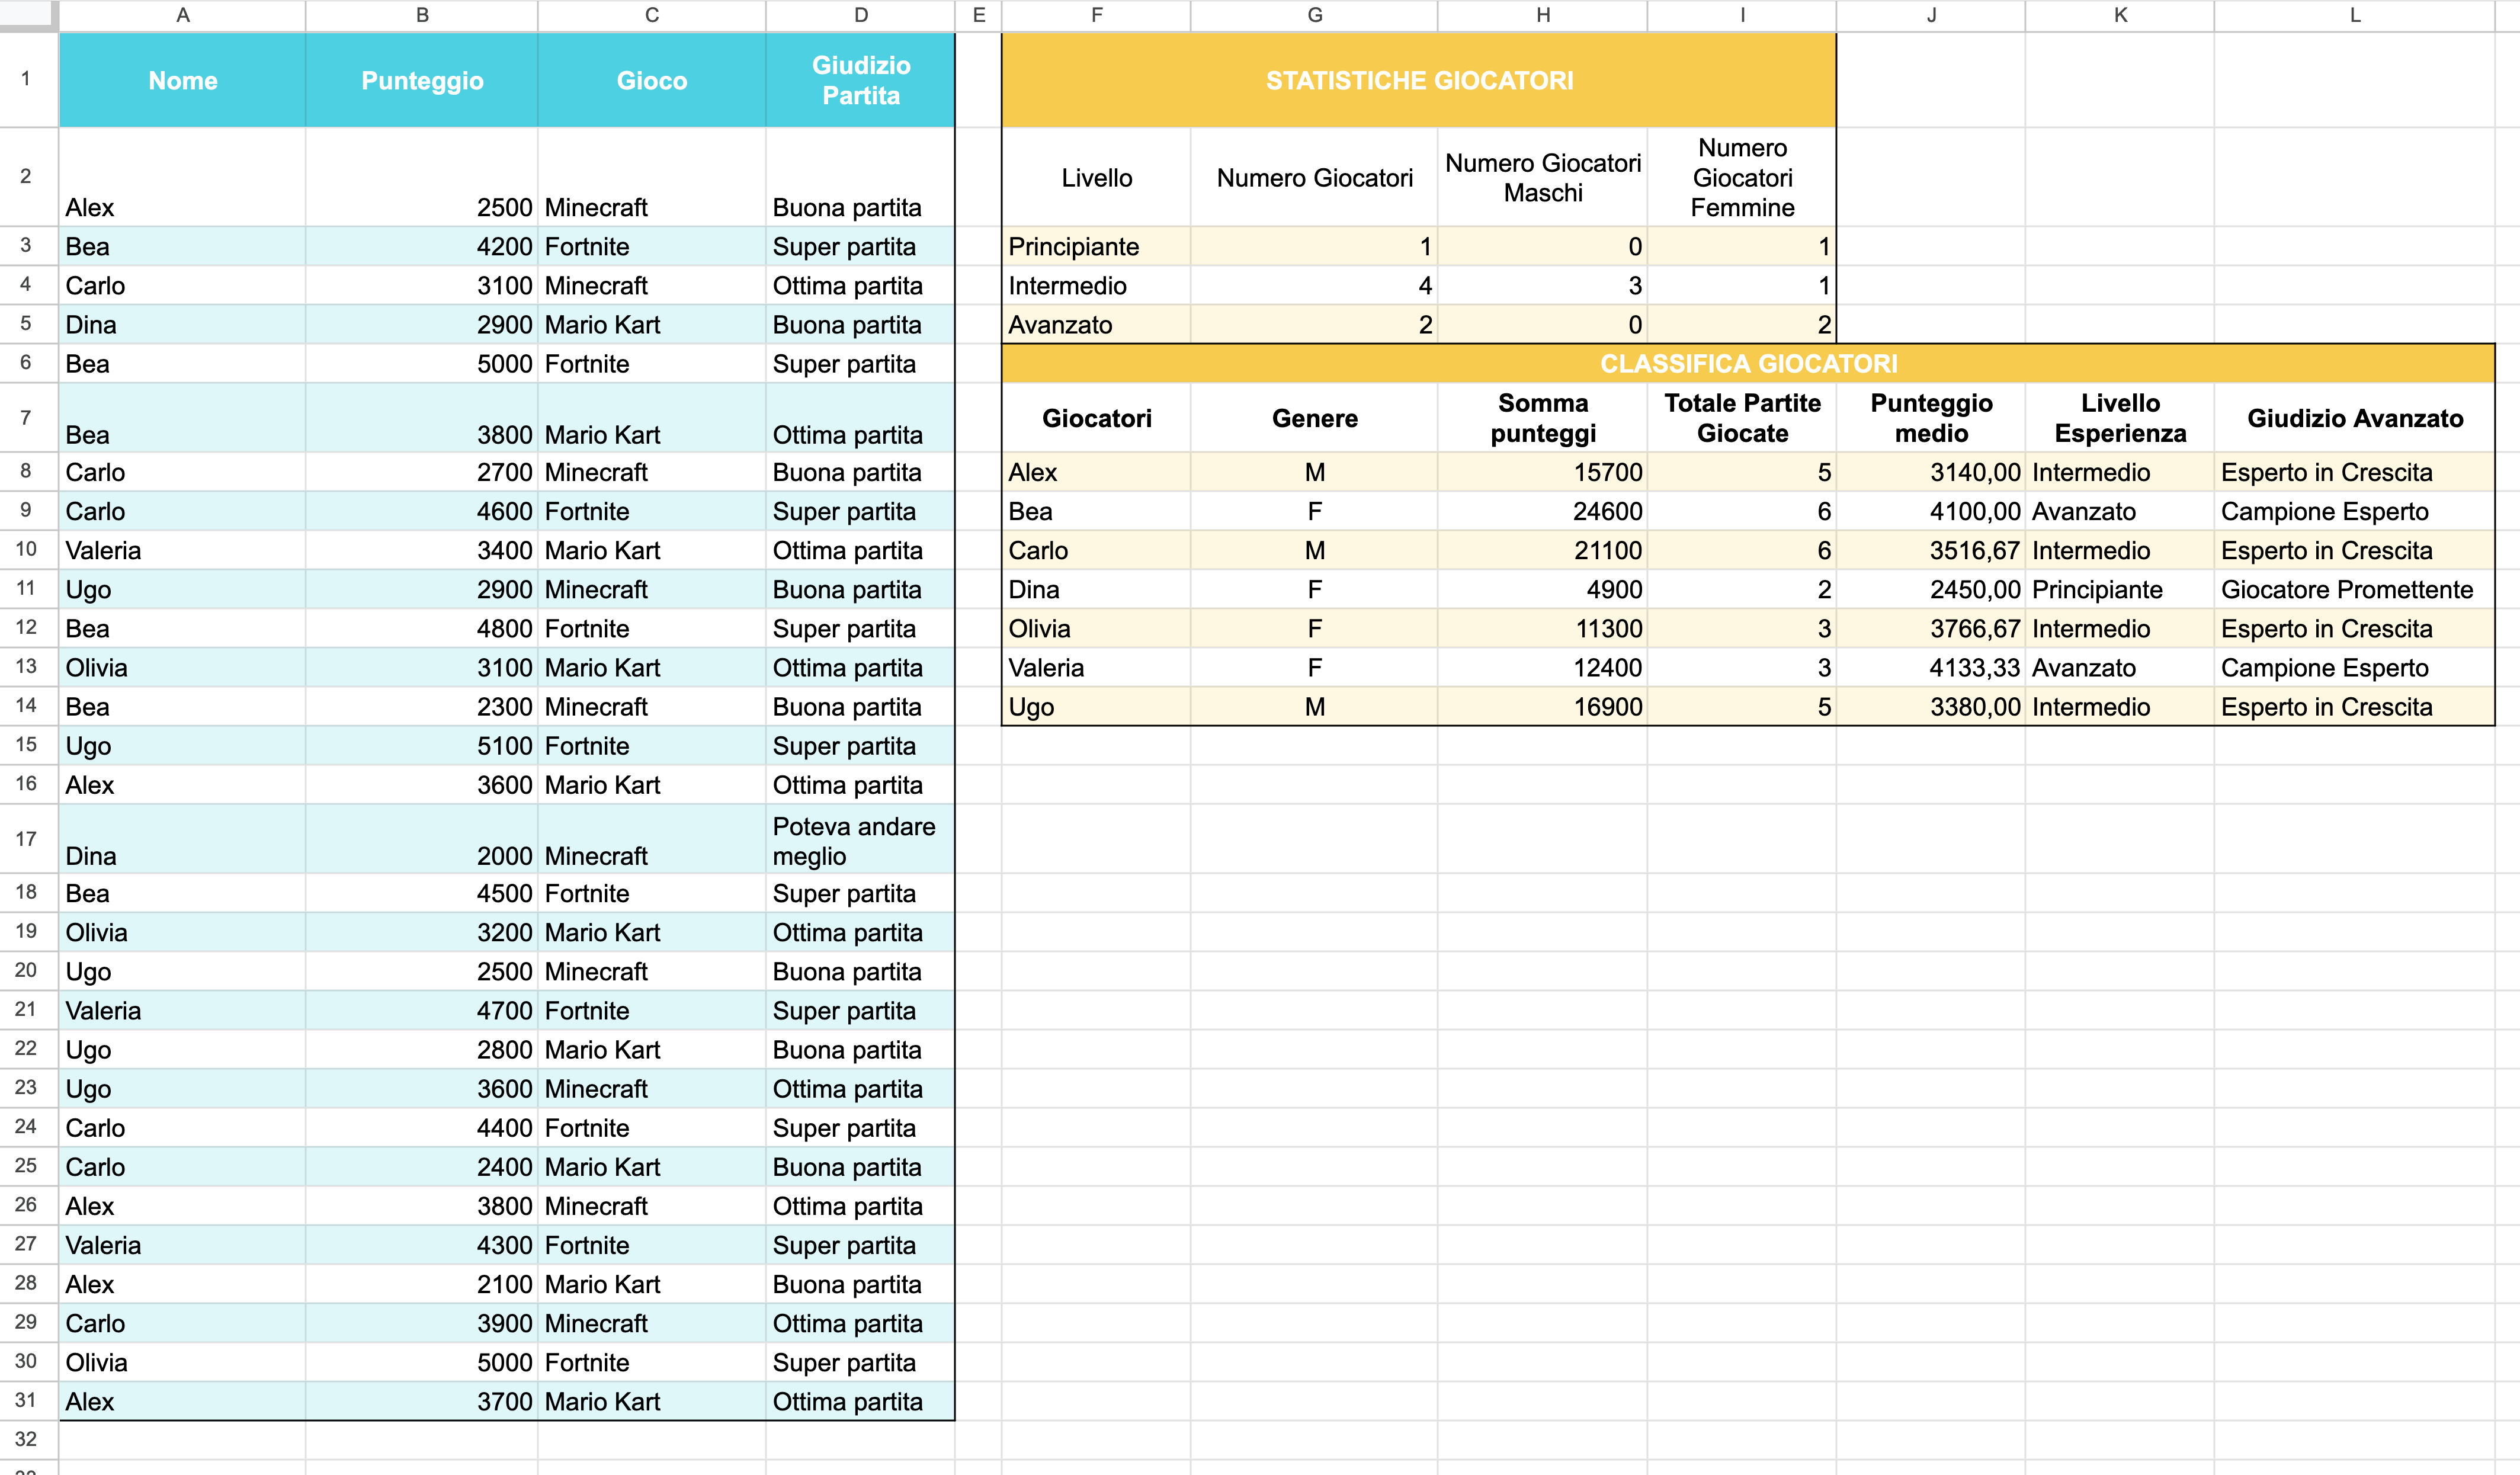 A B C D E F G H I J K L
1 Nome Punteggio Gioco Giudizio Partita STATISTICHE GIOCATORI
2 Alex 2500 Minecraft Buona partita Livello Numero Giocatori Numero Giocatori Maschi Numero Giocatori Femmine
3 Bea 4200 Fortnite Super partita Principiante 1 0 1
4 Carlo 3100 Minecraft Ottima partita Intermedio 4 3 1
5 Dina 2900 Mario Kart Buona partita Avanzato 2 0 2
6 Bea 5000 Fortnite Super partita CLASSIFICA GIOCATORI
7 Bea 3800 Mario Kart Ottima partita Giocatori Genere Somma punteggi Totale Partite Giocate Punteggio medio Livello Esperienza Giudizio Avanzato
8 Carlo 2700 Minecraft Buona partita Alex M 15700 5 3140,00 Intermedio Esperto in Crescita
9 Carlo 4600 Fortnite Super partita Bea F 24600 6 4100,00 Avanzato Campione Esperto
10 Valeria 3400 Mario Kart Ottima partita Carlo M 21100 6 3516,67 Intermedio Esperto in Crescita
11 Ugo 2900 Minecraft Buona partita Dina F 4900 2 2450,00 Principiante Giocatore Promettente
12 Bea 4800 Fortnite Super partita Olivia F 11300 3 3766,67 Intermedio Esperto in Crescita
13 Olivia 3100 Mario Kart Ottima partita Valeria F 12400 3 4133,33 Avanzato Campione Esperto
14 Bea 2300 Minecraft Buona partita Ugo M 16900 5 3380,00 Intermedio Esperto in Crescita
15 Ugo 5100 Fortnite Super partita
16 Alex 3600 Mario Kart Ottima partita
17 Dina 2000 Minecraft Poteva andare meglio
18 Bea 4500 Fortnite Super partita
19 Olivia 3200 Mario Kart Ottima partita
20 Ugo 2500 Minecraft Buona partita
21 Valeria 4700 Fortnite Super partita
22 Ugo 2800 Mario Kart Buona partita
23 Ugo 3600 Minecraft Ottima partita
24 Carlo 4400 Fortnite Super partita
25 Carlo 2400 Mario Kart Buona partita
26 Alex 3800 Minecraft Ottima partita
27 Valeria 4300 Fortnite Super partita
28 Alex 2100 Mario Kart Buona partita
29 Carlo 3900 Minecraft Ottima partita
30 Olivia 5000 Fortnite Super partita
31 Alex 3700 Mario Kart Ottima partita
32